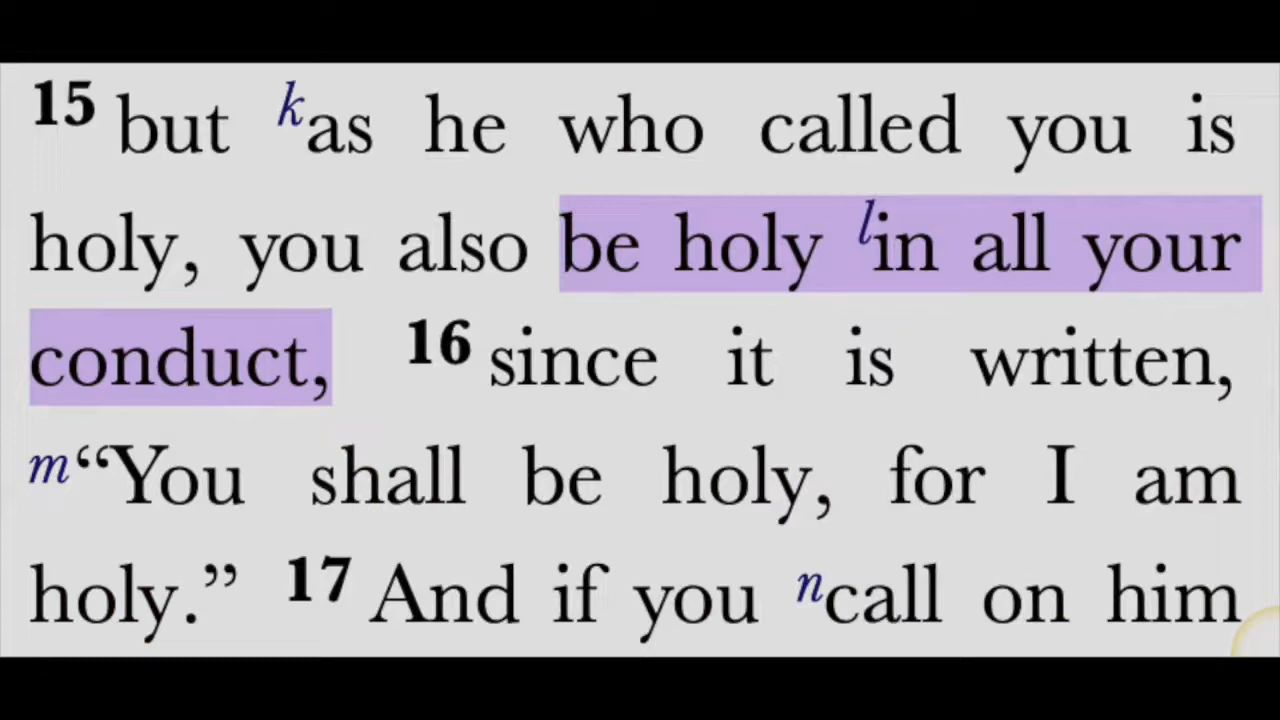 15 but kas he who called you is
holy, you also be holy lin all your
conduct, 16 since it is written,
m“You shall be holy, for I am
holy.” 17 And if you ncall on him